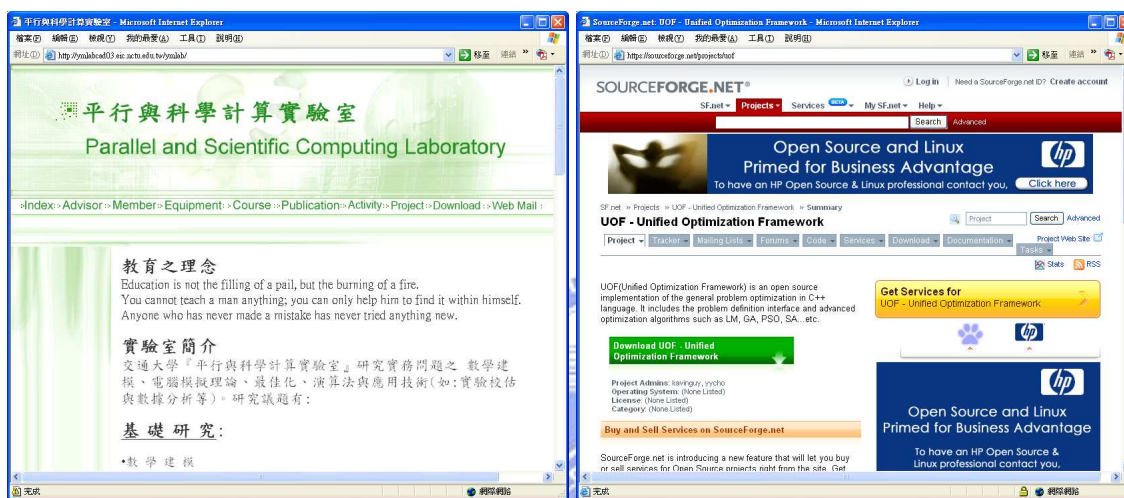 平行與科學計算實驗室 - Microsoft Internet Explorer
檔案(F) 編輯(E) 檢視(V) 我的最愛(A) 工具(T) 說明(H)
網址(D) http://ymlabcad03.eic.nctu.edu.tw/ymlab/ 移至 連結 »
平行與科學計算實驗室
Parallel and Scientific Computing Laboratory
Index Advisor Member Equipment Course Publication Activity Project Download Web Mail
教育之理念
Education is not the filling of a pail, but the burning of a fire.
You cannot teach a man anything; you can only help him to find it within himself.
Anyone who has never made a mistake has never tried anything new.
實驗室簡介
交通大學『平行與科學計算實驗室』研究實務問題之 數學建
模、電腦模擬理論、最佳化、演算法與應用技術(如:實驗校估
與數據分析等)。研究議題有:
基礎研究:
•數學建模
完成 網際網路
SourceForge.net: UOF - Unified Optimization Framework - Microsoft Internet Explorer
檔案(F) 編輯(E) 檢視(V) 我的最愛(A) 工具(T) 說明(H)
網址(D) https://sourceforge.net/projects/uof 移至 連結 »
SOURCEFORGE.NET® Log in Need a SourceForge.net ID? Create account
SF.net Projects Services BETA My SF.net Help
Search Advanced
Open Source and Linux
Primed for Business Advantage
To have an HP Open Source & Linux professional contact you, Click here
hp
SF.net » Projects » UOF - Unified Optimization Framework » Summary
UOF - Unified Optimization Framework Project Search Advanced
Project Tracker Mailing Lists Forums Code Services Download Documentation Project Web Site
Tasks
Stats RSS
UOF(Unified Optimization Framework) is an open source
implementation of the general problem optimization in C++
language. It includes the problem definition interface and advanced
optimization algorithms such as LM, GA, PSO, SA...etc.
Download UOF - Unified
Optimization Framework
Project Admins: kavinguy, yycho
Operating System: (None Listed)
License: (None Listed)
Category: (None Listed)
Buy and Sell Services on SourceForge.net
SourceForge.net is introducing a new feature that will let you buy
or sell services for Open Source projects right from the site. Get
Get Services for
UOF - Unified Optimization Framework
hp
hp
Open Source and Linux
Primed for Business Advantage
To have an HP Open Source &
Linux professional contact you,
完成 網際網路